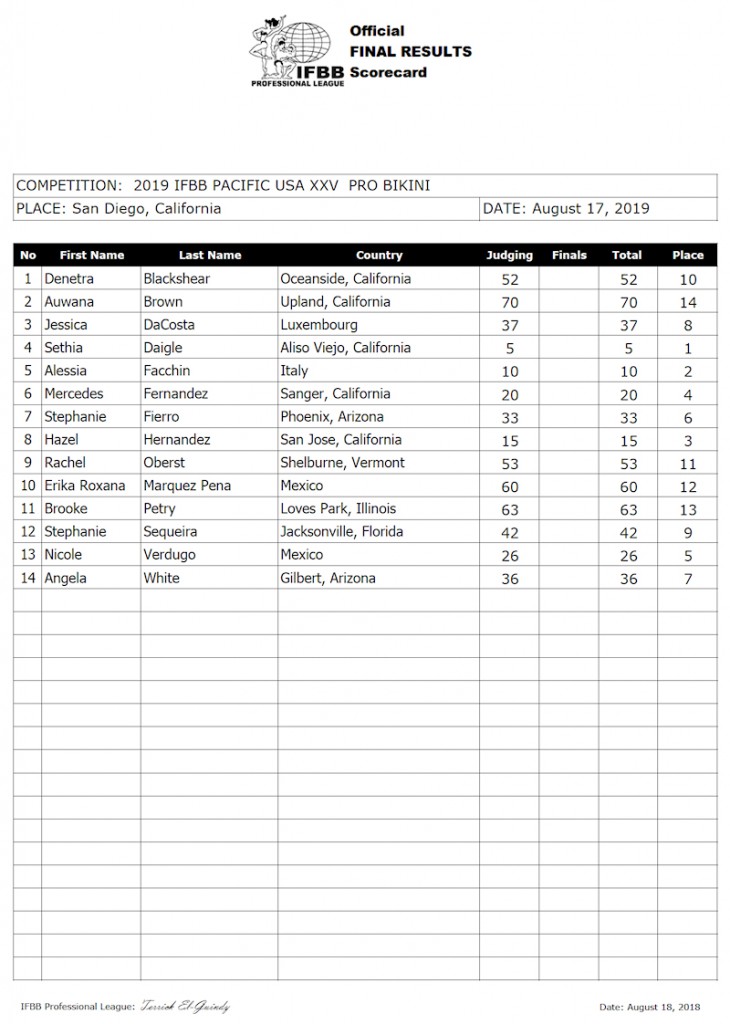 Official
FINAL RESULTS
IFBB Scorecard
PROFESSIONAL LEAGUE
COMPETITION: 2019 IFBB PACIFIC USA XXV PRO BIKINI
PLACE: San Diego, California DATE: August 17, 2019
No First Name Last Name Country Judging Finals Total Place
1 Denetra Blackshear Oceanside, California 52 52 10
2 Auwana Brown Upland, California 70 70 14
3 Jessica DaCosta Luxembourg 37 37 8
4 Sethia Daigle Aliso Viejo, California 5 5 1
5 Alessia Facchin Italy 10 10 2
6 Mercedes Fernandez Sanger, California 20 20 4
7 Stephanie Fierro Phoenix, Arizona 33 33 6
8 Hazel Hernandez San Jose, California 15 15 3
9 Rachel Oberst Shelburne, Vermont 53 53 11
10 Erika Roxana Marquez Pena Mexico 60 60 12
11 Brooke Petry Loves Park, Illinois 63 63 13
12 Stephanie Sequeira Jacksonville, Florida 42 42 9
13 Nicole Verdugo Mexico 26 26 5
14 Angela White Gilbert, Arizona 36 36 7
IFBB Professional League: Terrick El-Guindy Date: August 18, 2018